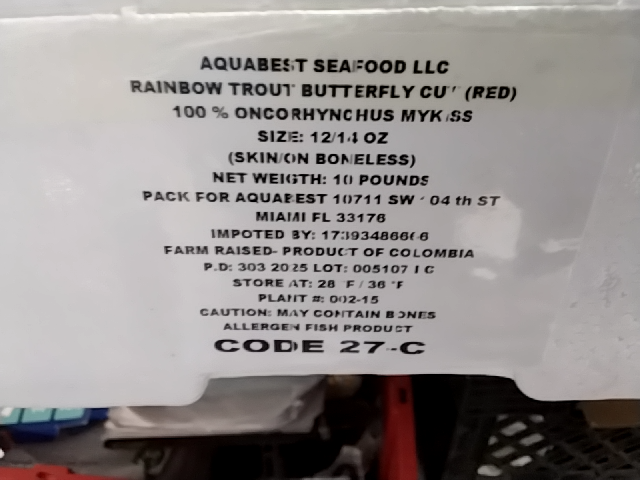 AQUABEST SEAFOOD LLC
RAINBOW TROUT BUTTERFLY CUT (RED)
100 % ONCORHYNCHUS MYKISS
SIZE: 12/14 OZ
(SKIN/ON BONELESS)
NET WEIGTH: 10 POUNDS
PACK FOR AQUABEST 10711 SW 104 th ST
MIAMI FL 33176
IMPOTED BY: 17393486666
FARM RAISED- PRODUCT OF COLOMBIA
P.D: 303 2025 LOT: 005107 C
STORE AT: 28 °F / 36 °F
PLANT #: 002-15
CAUTION: MAY CONTAIN BONES
ALLERGEN FISH PRODUCT
CODE 27-C